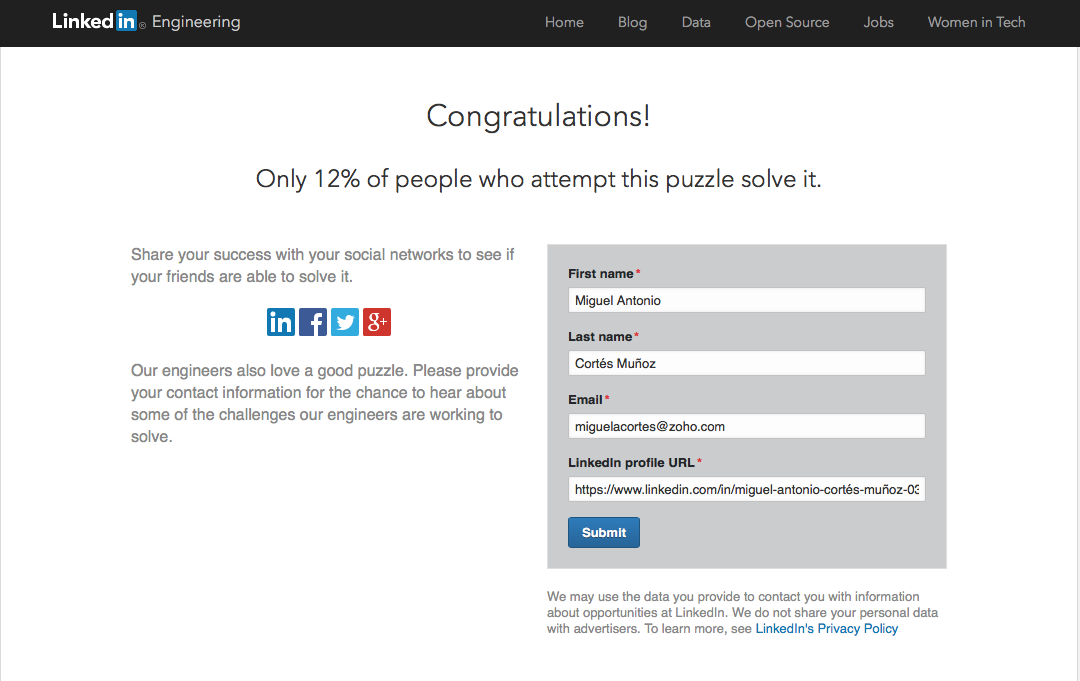 Linked in ® Engineering
Home Blog Data Open Source Jobs Women in Tech
Congratulations!
Only 12% of people who attempt this puzzle solve it.
Share your success with your social networks to see if
your friends are able to solve it.
in f g+
Our engineers also love a good puzzle. Please provide
your contact information for the chance to hear about
some of the challenges our engineers are working to
solve.
First name*
Miguel Antonio
Last name*
Cortés Muñoz
Email*
miguelacortes@zoho.com
LinkedIn profile URL*
https://www.linkedin.com/in/miguel-antonio-cortés-muñoz-03
Submit
We may use the data you provide to contact you with information
about opportunities at LinkedIn. We do not share your personal data
with advertisers. To learn more, see LinkedIn's Privacy Policy